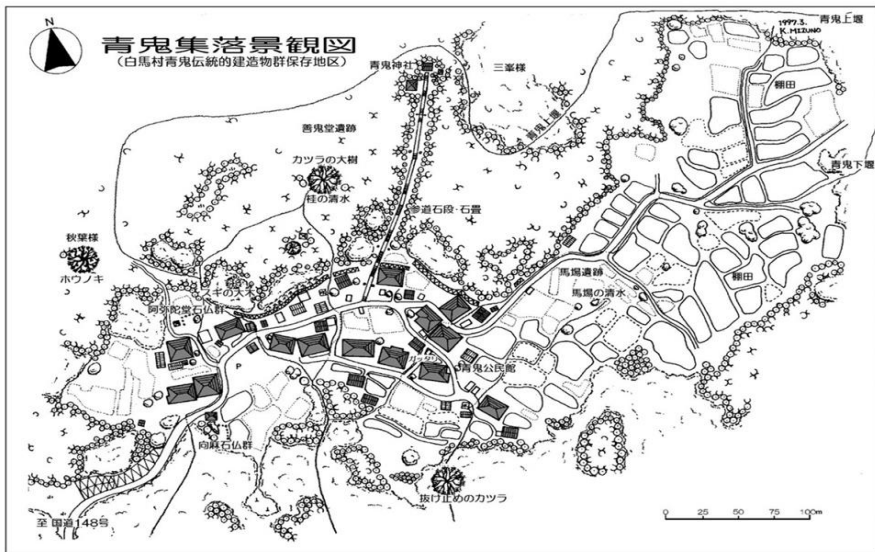 N
青鬼集落景観図
(白馬村青鬼伝統的建造物群保存地区)
1997.3.
K.MIZUNO
青鬼上堰
青鬼神社
三峯様
棚田
青鬼上堰
善鬼堂遺跡
カツラの大樹
桂の清水
青鬼下堰
参道石段・石畳
秋葉様
ホウノキ
馬場遺跡
棚田
馬場の清水
阿弥陀堂石仏群
ガッタリ
青鬼公民館
P
向麻石仏群
抜け止めのカツラ
至 国道148号
0 25 50 75 100m